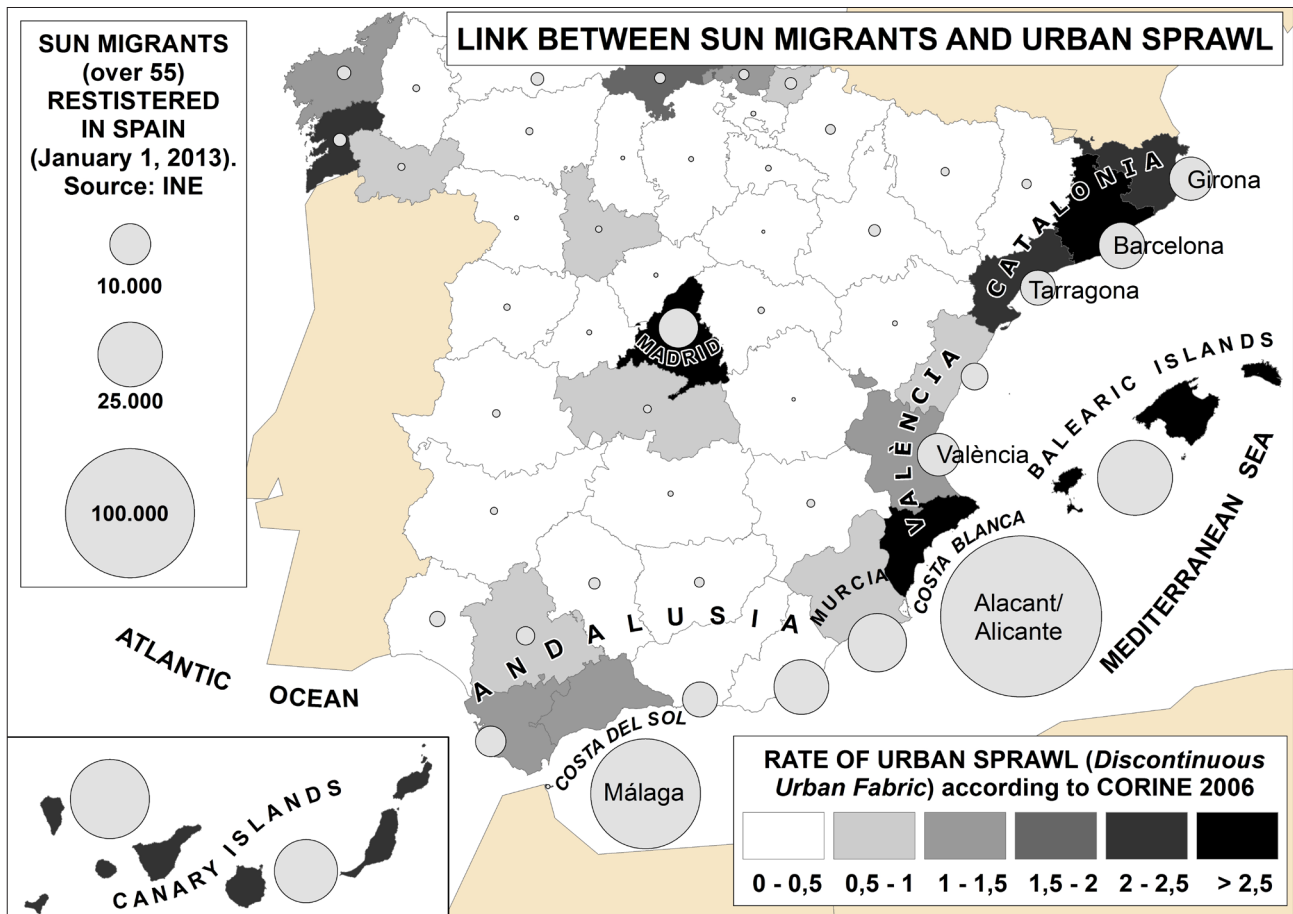 LINK BETWEEN SUN MIGRANTS AND URBAN SPRAWL
SUN MIGRANTS
(over 55)
RESTISTERED
IN SPAIN
(January 1, 2013).
Source: INE
10.000
25.000
100.000
CATALONIA
Girona
Barcelona
Tarragona
MADRID
VALÈNCIA
València
BALEARIC ISLANDS
MEDITERRANEAN SEA
COSTA BLANCA
MURCIA
Alacant/
Alicante
ANDALUSIA
ATLANTIC OCEAN
COSTA DEL SOL
Málaga
CANARY ISLANDS
RATE OF URBAN SPRAWL (Discontinuous
Urban Fabric) according to CORINE 2006
0 - 0,5 0,5 - 1 1 - 1,5 1,5 - 2 2 - 2,5 > 2,5